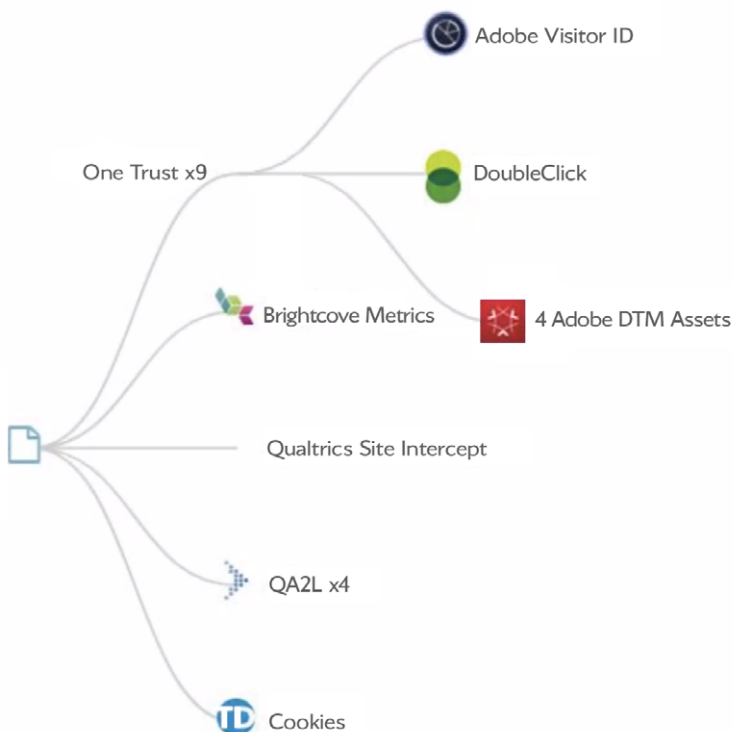 Adobe Visitor ID
One Trust x9
DoubleClick
Brightcove Metrics
4 Adobe DTM Assets
Qualtrics Site Intercept
QA2L x4
TD
Cookies